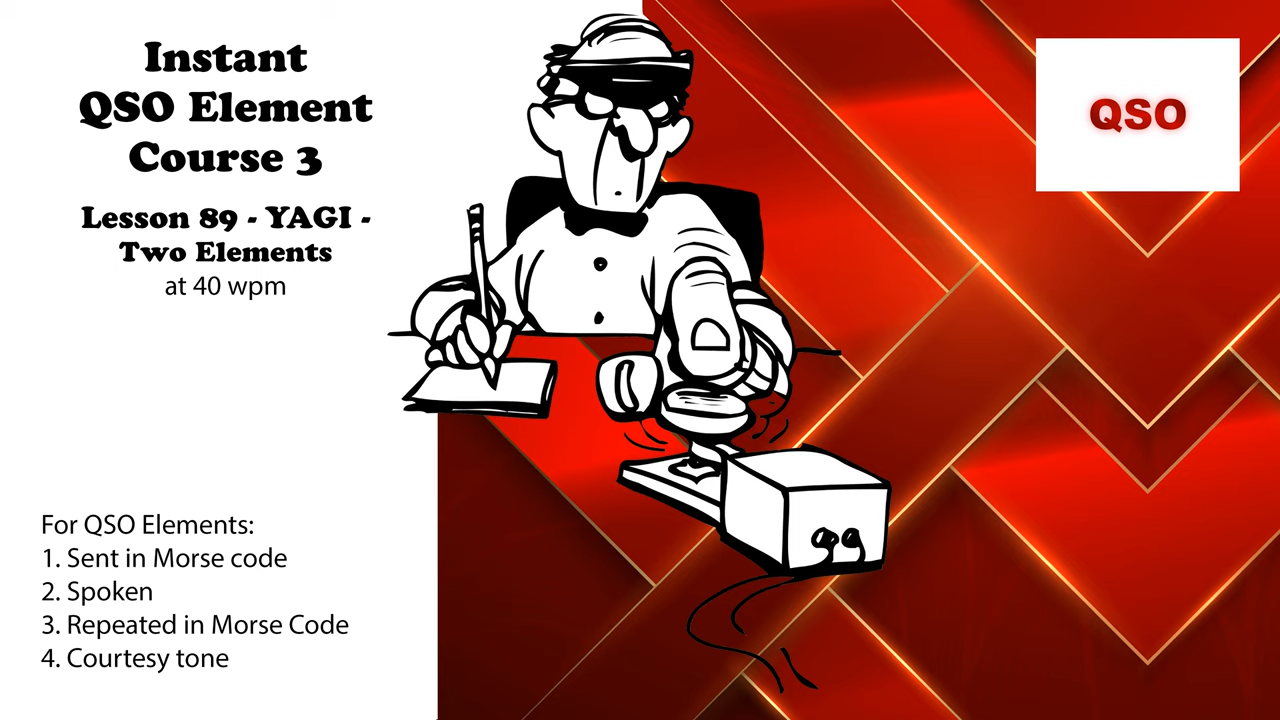 Instant
QSO Element
Course 3
Lesson 89 - YAGI -
Two Elements
at 40 wpm
QSO
For QSO Elements:
1. Sent in Morse code
2. Spoken
3. Repeated in Morse Code
4. Courtesy tone